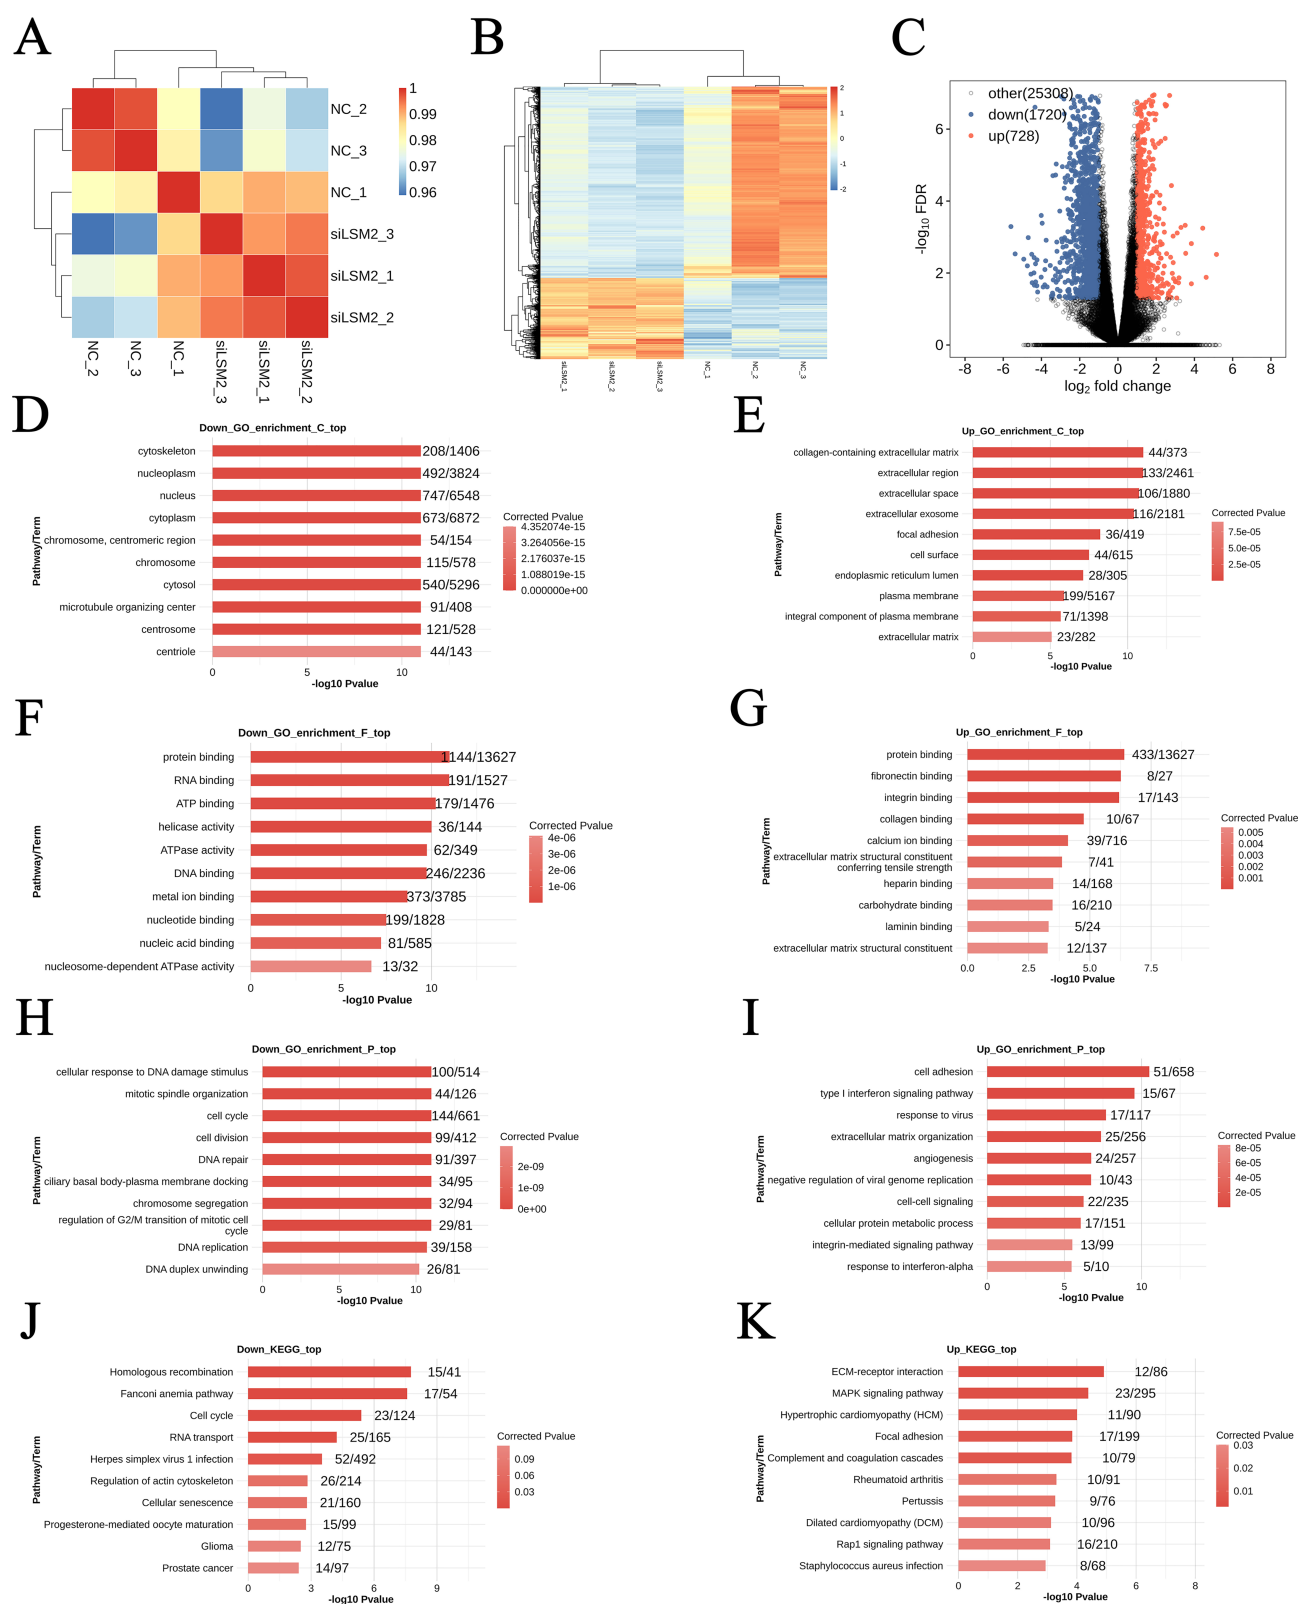 A
1
0.99
0.98
0.97
0.96
NC_2
NC_3
NC_1
siLSM2_3
siLSM2_1
siLSM2_2
NC_2
NC_3
NC_1
siLSM2_3
siLSM2_1
siLSM2_2
B
2
1
0
-1
-2
siLSM2_1
siLSM2_2
siLSM2_3
NC_1
NC_2
NC_3
C
other(25308)
down(1720)
up(728)
-log10 FDR
6
4
2
0
-8 -6 -4 -2 0 2 4 6 8
log2 fold change
D
Down_GO_enrichment_C_top
Pathway/Term
cytoskeleton 208/1406
nucleoplasm 492/3824
nucleus 747/6548
cytoplasm 673/6872
chromosome, centromeric region 54/154
chromosome 115/578
cytosol 540/5296
microtubule organizing center 91/408
centrosome 121/528
centriole 44/143
0 5 10
-log10 Pvalue
Corrected Pvalue
4.352074e-15
3.264056e-15
2.176037e-15
1.088019e-15
0.000000e+00
E
Up_GO_enrichment_C_top
Pathway/Term
collagen-containing extracellular matrix 44/373
extracellular region 133/2461
extracellular space 106/1880
extracellular exosome 116/2181
focal adhesion 36/419
cell surface 44/615
endoplasmic reticulum lumen 28/305
plasma membrane 199/5167
integral component of plasma membrane 71/1398
extracellular matrix 23/282
0 5 10
-log10 Pvalue
Corrected Pvalue
7.5e-05
5.0e-05
2.5e-05
F
Down_GO_enrichment_F_top
Pathway/Term
protein binding 1144/13627
RNA binding 191/1527
ATP binding 179/1476
helicase activity 36/144
ATPase activity 62/349
DNA binding 246/2236
metal ion binding 373/3785
nucleotide binding 199/1828
nucleic acid binding 81/585
nucleosome-dependent ATPase activity 13/32
0 5 10
-log10 Pvalue
Corrected Pvalue
4e-06
3e-06
2e-06
1e-06
G
Up_GO_enrichment_F_top
Pathway/Term
protein binding 433/13627
fibronectin binding 8/27
integrin binding 17/143
collagen binding 10/67
calcium ion binding 39/716
extracellular matrix structural constituent
conferring tensile strength 7/41
heparin binding 14/168
carbohydrate binding 16/210
laminin binding 5/24
extracellular matrix structural constituent 12/137
0.0 2.5 5.0 7.5
-log10 Pvalue
Corrected Pvalue
0.005
0.004
0.003
0.002
0.001
H
Down_GO_enrichment_P_top
Pathway/Term
cellular response to DNA damage stimulus 100/514
mitotic spindle organization 44/126
cell cycle 144/661
cell division 99/412
DNA repair 91/397
ciliary basal body-plasma membrane docking 34/95
chromosome segregation 32/94
regulation of G2/M transition of mitotic cell
cycle 29/81
DNA replication 39/158
DNA duplex unwinding 26/81
0 5 10
-log10 Pvalue
Corrected Pvalue
2e-09
1e-09
0e+00
I
Up_GO_enrichment_P_top
Pathway/Term
cell adhesion 51/658
type I interferon signaling pathway 15/67
response to virus 17/117
extracellular matrix organization 25/256
angiogenesis 24/257
negative regulation of viral genome replication 10/43
cell-cell signaling 22/235
cellular protein metabolic process 17/151
integrin-mediated signaling pathway 13/99
response to interferon-alpha 5/10
0 5 10
-log10 Pvalue
Corrected Pvalue
8e-05
6e-05
4e-05
2e-05
J
Down_KEGG_top
Pathway/Term
Homologous recombination 15/41
Fanconi anemia pathway 17/54
Cell cycle 23/124
RNA transport 25/165
Herpes simplex virus 1 infection 52/492
Regulation of actin cytoskeleton 26/214
Cellular senescence 21/160
Progesterone-mediated oocyte maturation 15/99
Glioma 12/75
Prostate cancer 14/97
0 3 6 9
-log10 Pvalue
Corrected Pvalue
0.09
0.06
0.03
K
Up_KEGG_top
Pathway/Term
ECM-receptor interaction 12/86
MAPK signaling pathway 23/295
Hypertrophic cardiomyopathy (HCM) 11/90
Focal adhesion 17/199
Complement and coagulation cascades 10/79
Rheumatoid arthritis 10/91
Pertussis 9/76
Dilated cardiomyopathy (DCM) 10/96
Rap1 signaling pathway 16/210
Staphylococcus aureus infection 8/68
0 2 4 6 8
-log10 Pvalue
Corrected Pvalue
0.03
0.02
0.01